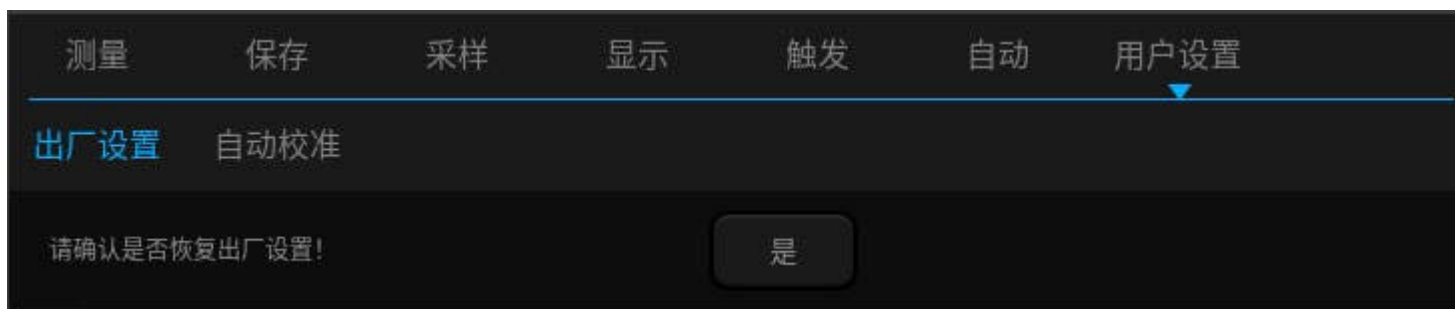 测量 保存 采样 显示 触发 自动 用户设置
出厂设置 自动校准
请确认是否恢复出厂设置! 是